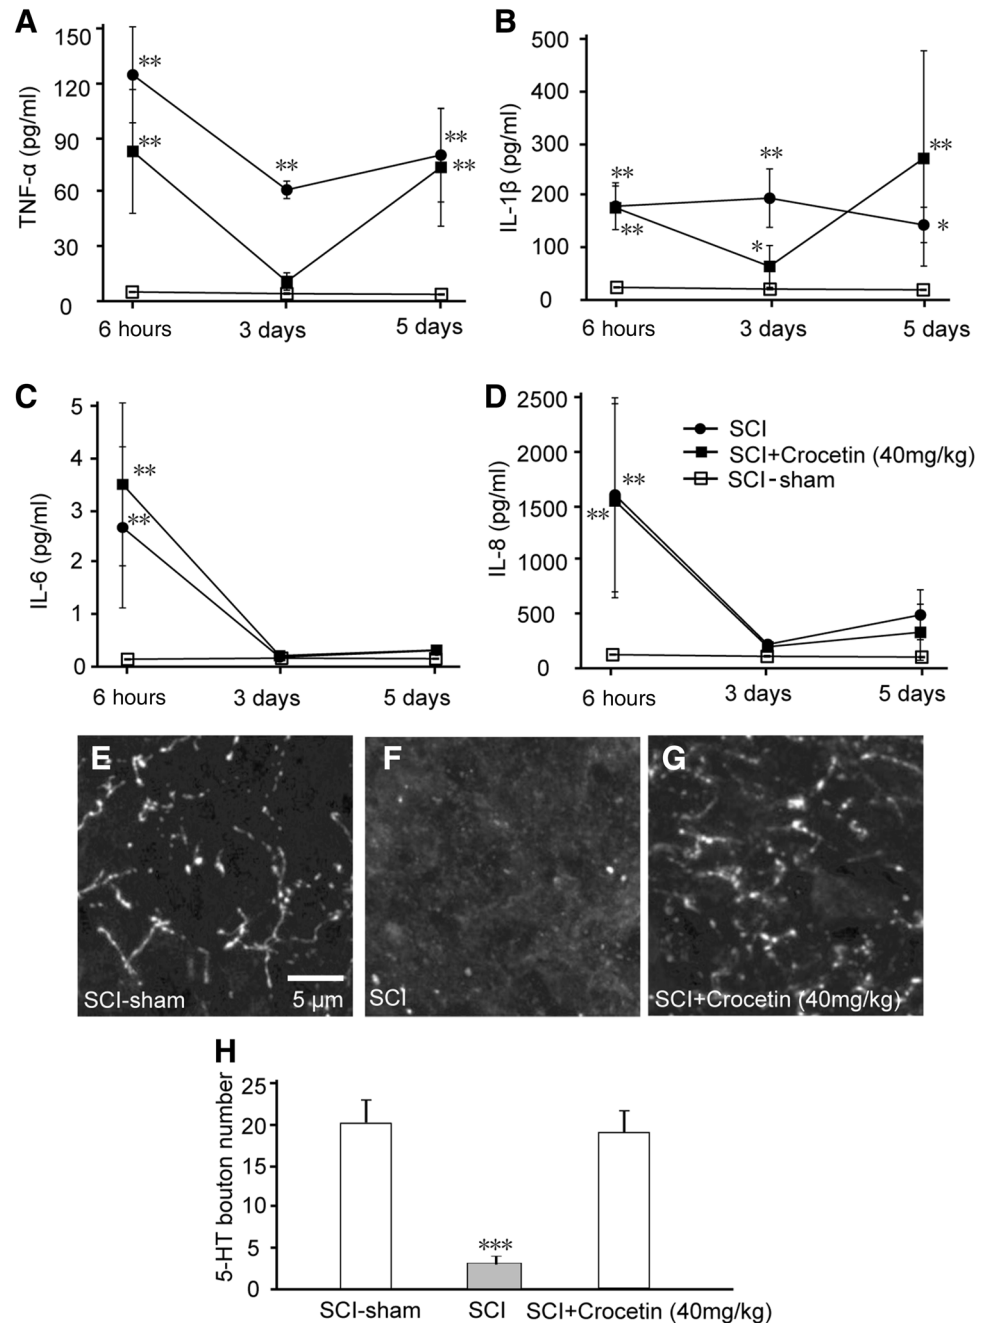 A
TNF-α (pg/ml)
150
120
90
60
30
0
**
**
**
**
**
6 hours 3 days 5 days
B
IL-1β (pg/ml)
500
400
300
200
100
0
**
**
**
*
**
*
6 hours 3 days 5 days
C
IL-6 (pg/ml)
5
4
3
2
1
0
**
**
6 hours 3 days 5 days
D
IL-8 (pg/ml)
2500
2000
1500
1000
500
0
**
**
SCI
SCI+Crocetin (40mg/kg)
SCI-sham
6 hours 3 days 5 days
E
SCI-sham
5 µm
F
SCI
G
SCI+Crocetin (40mg/kg)
H
5-HT bouton number
25
20
15
10
5
0
***
SCI-sham SCI SCI+Crocetin (40mg/kg)